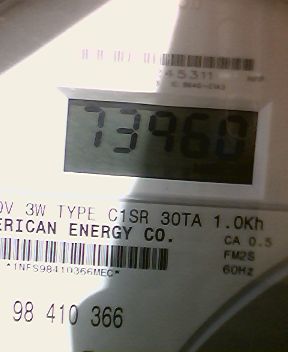 45311
73960
0V 3W TYPE C1SR 30TA 1.0Kh
ERICAN ENERGY CO.
CA 0.5
FM2S
60Hz
*INFS98410366MEC*
98 410 366